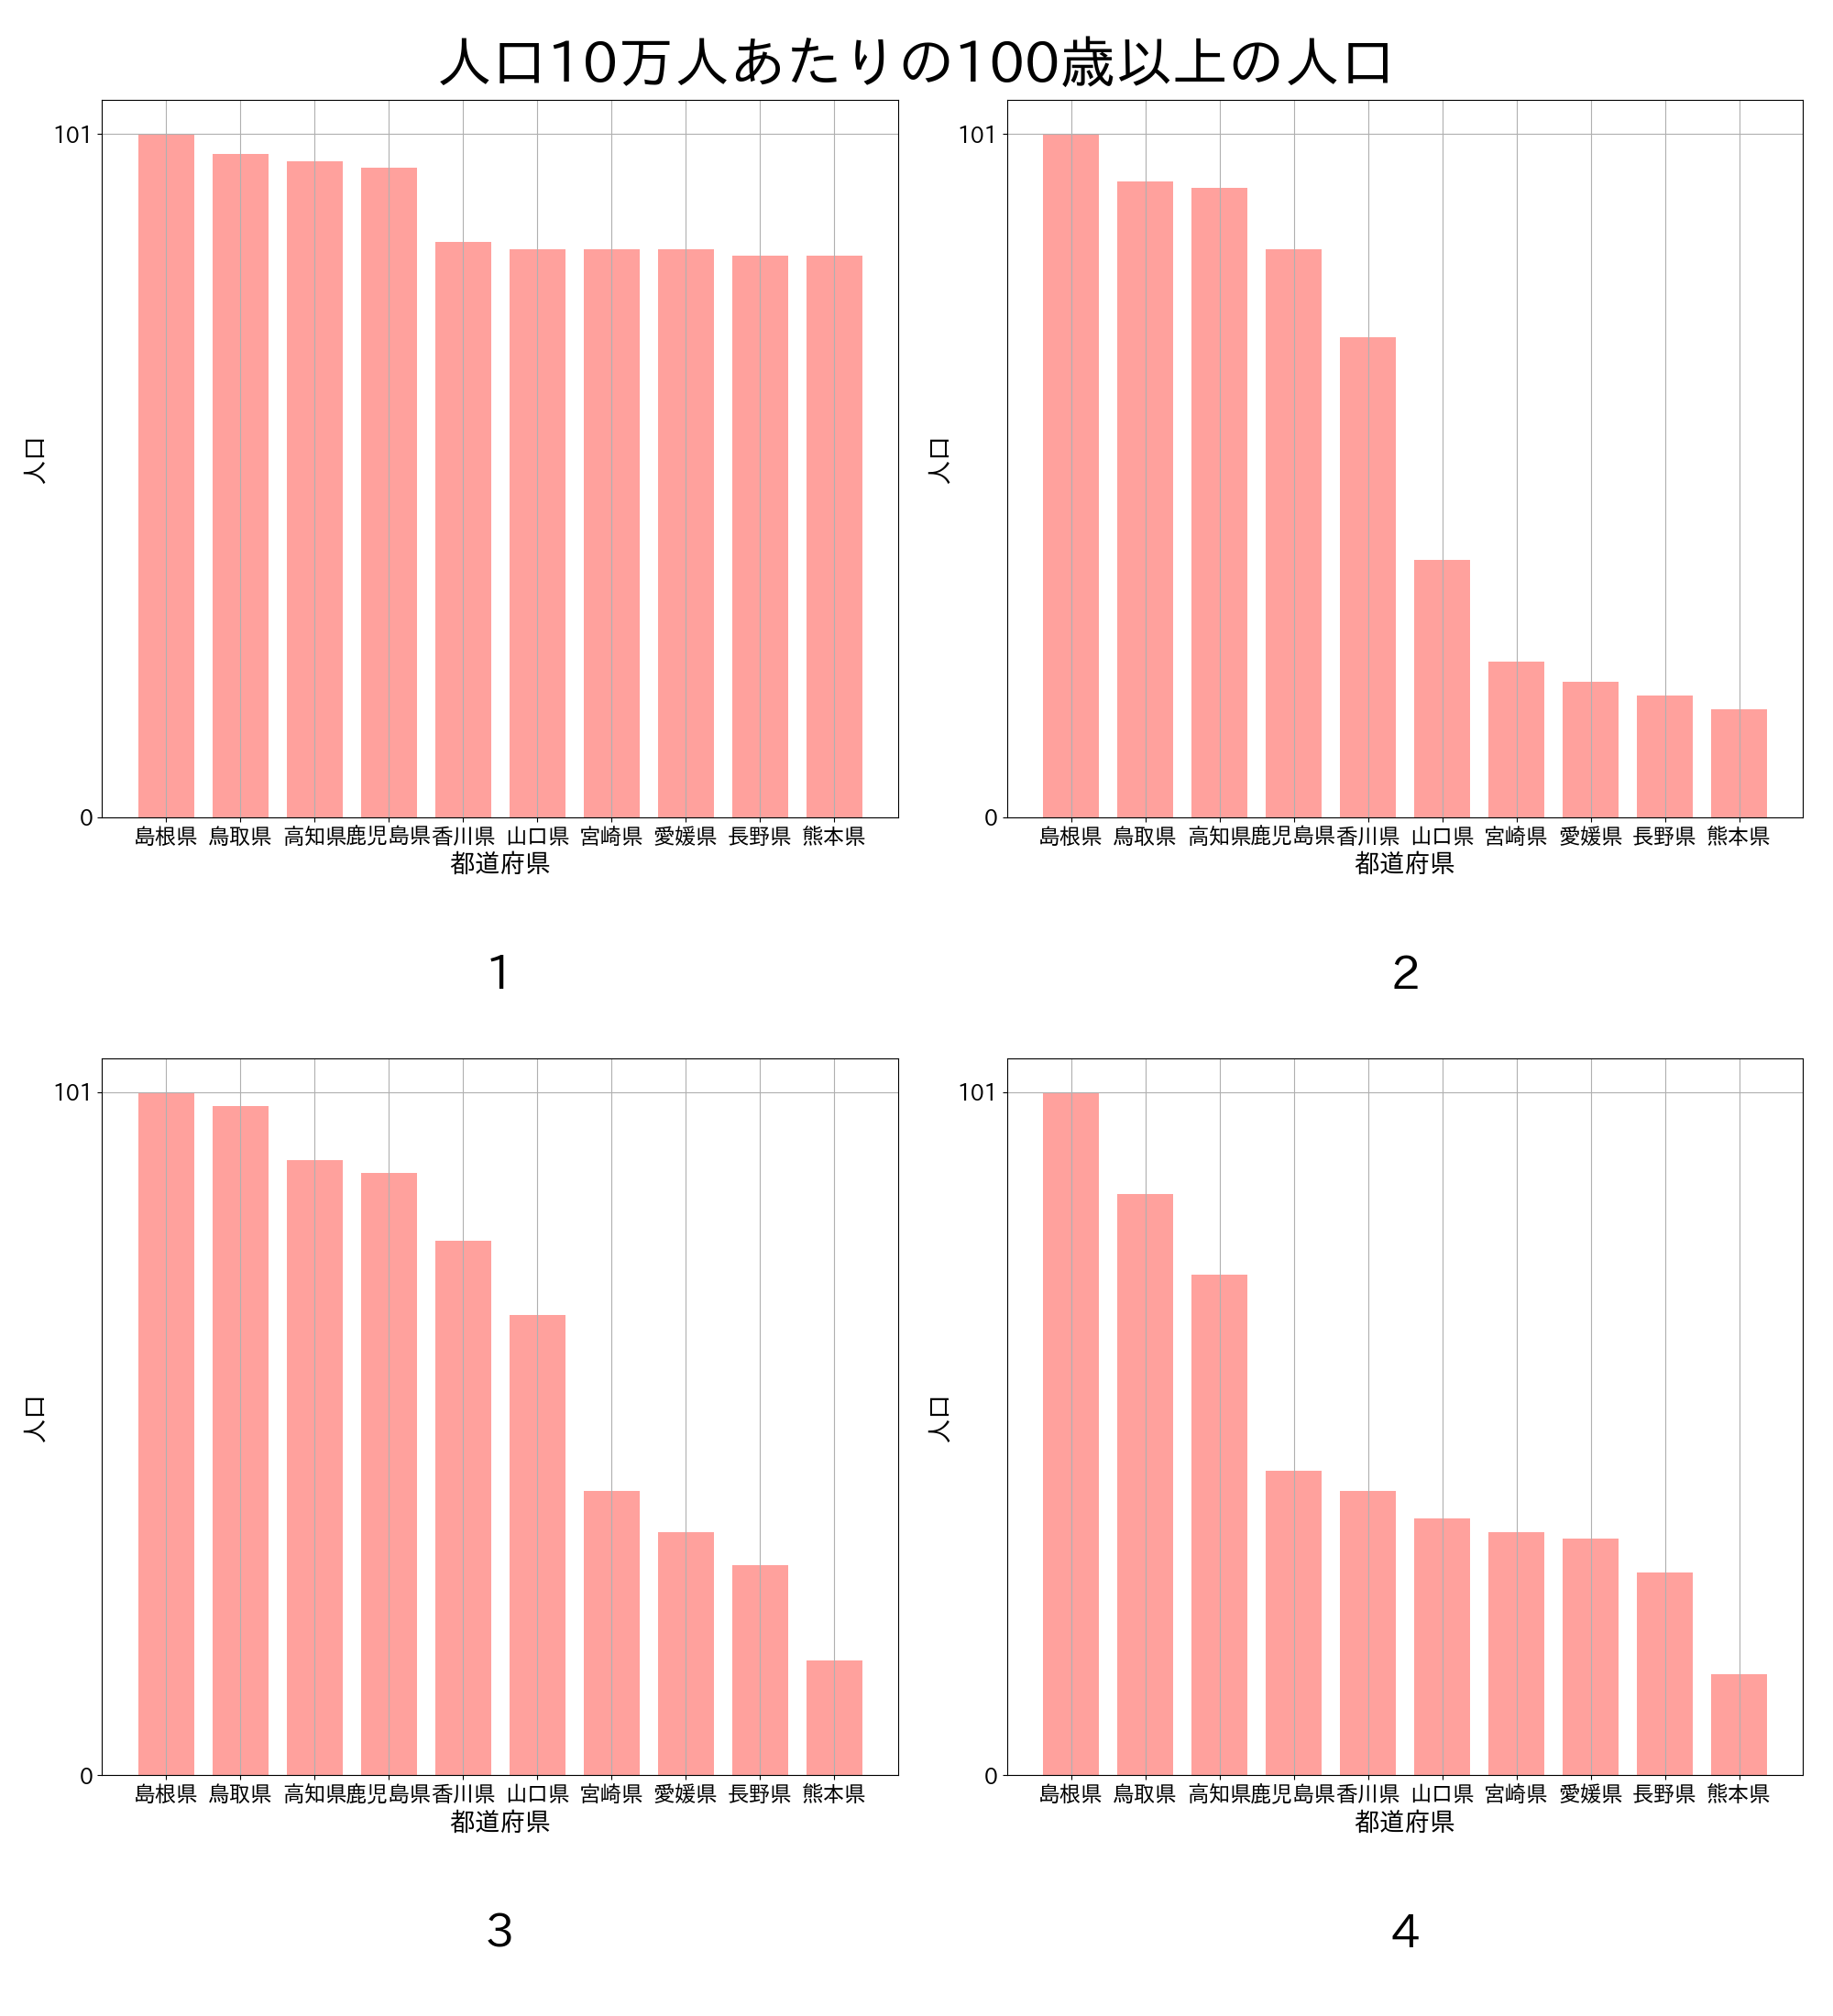 人口10万人あたりの100歳以上の人口
101
0
人口
島根県 鳥取県 高知県 鹿児島県 香川県 山口県 宮崎県 愛媛県 長野県 熊本県
都道府県
1
101
0
人口
島根県 鳥取県 高知県 鹿児島県 香川県 山口県 宮崎県 愛媛県 長野県 熊本県
都道府県
2
101
0
人口
島根県 鳥取県 高知県 鹿児島県 香川県 山口県 宮崎県 愛媛県 長野県 熊本県
都道府県
3
101
0
人口
島根県 鳥取県 高知県 鹿児島県 香川県 山口県 宮崎県 愛媛県 長野県 熊本県
都道府県
4